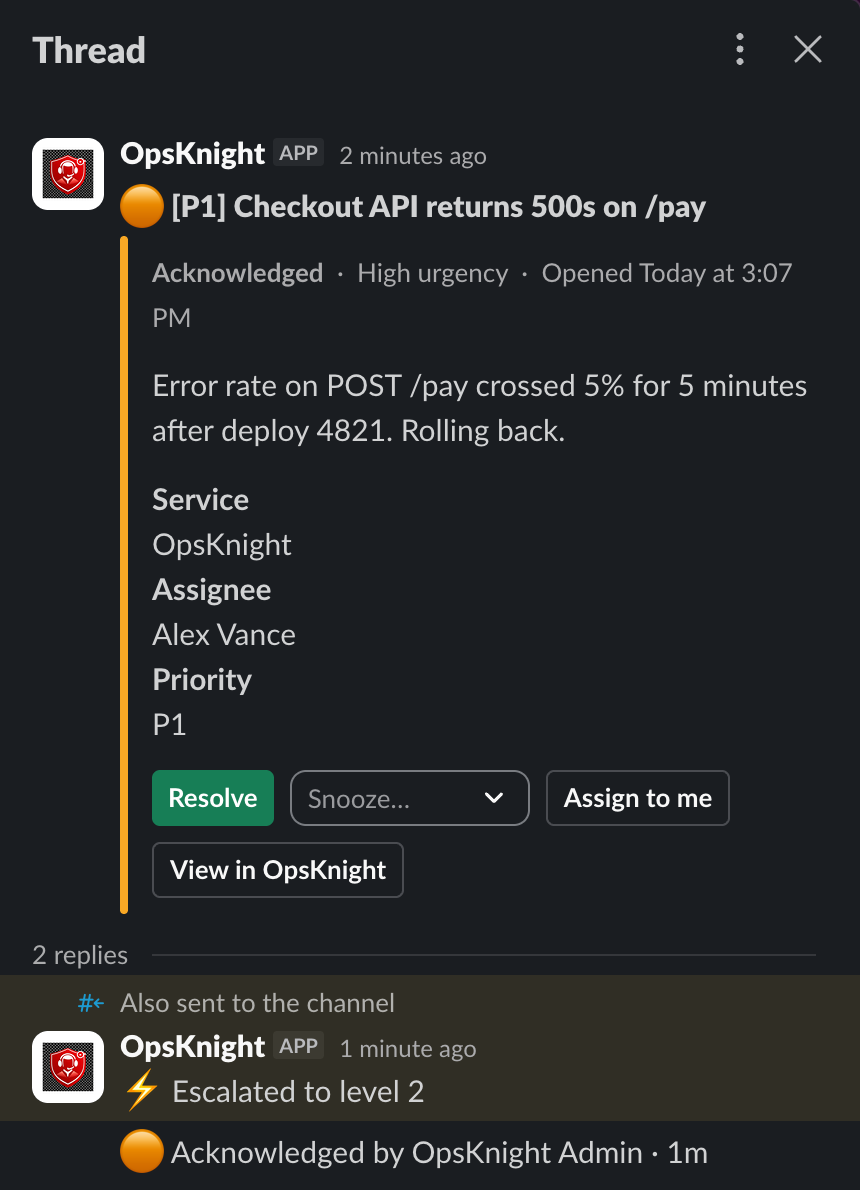 Thread
OpsKnight APP 2 minutes ago
[P1] Checkout API returns 500s on /pay
Acknowledged · High urgency · Opened Today at 3:07
PM
Error rate on POST /pay crossed 5% for 5 minutes
after deploy 4821. Rolling back.
Service
OpsKnight
Assignee
Alex Vance
Priority
P1
Resolve Snooze... Assign to me
View in OpsKnight
2 replies
Also sent to the channel
OpsKnight APP 1 minute ago
Escalated to level 2
Acknowledged by OpsKnight Admin · 1m